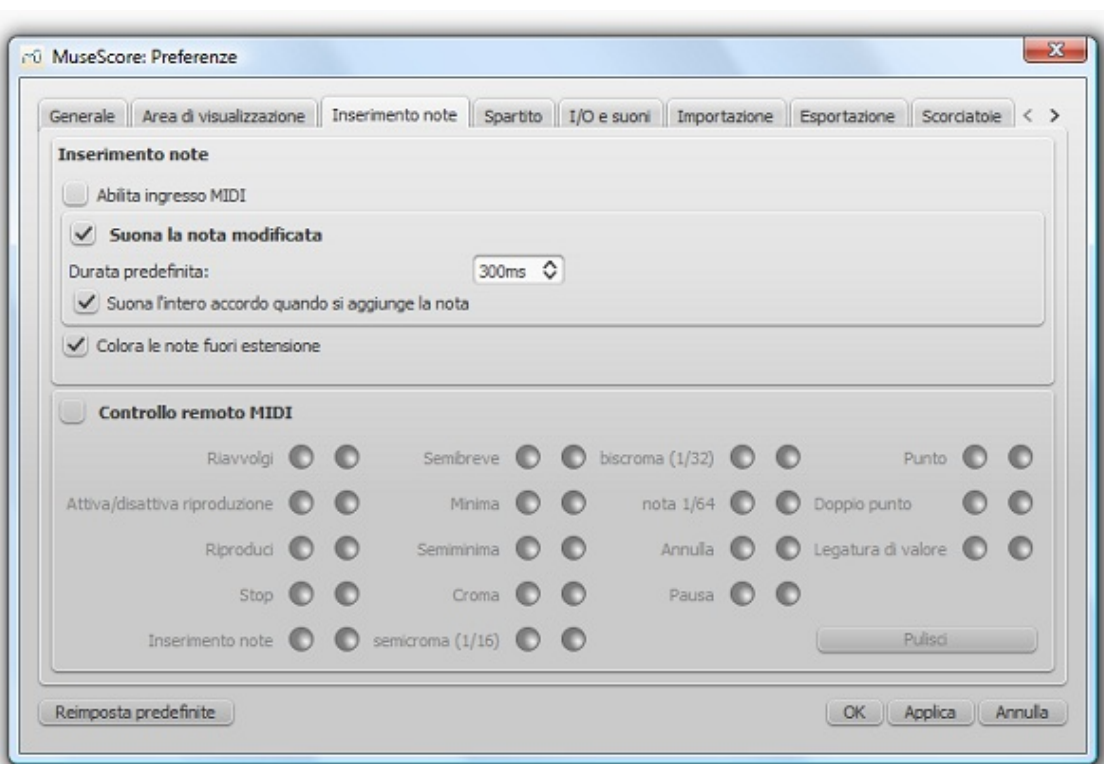 MuseScore: Preferenze
Generale Area di visualizzazione Inserimento note Spartito I/O e suoni Importazione Esportazione Scorciatoie < >
Inserimento note
Abilita ingresso MIDI
Suona la nota modificata
Durata predefinita: 300ms
Suona l'intero accordo quando si aggiunge la nota
Colora le note fuori estensione
Controllo remoto MIDI
Riavvolgi Semibreve biscroma (1/32) Punto
Attiva/disattiva riproduzione Minima nota 1/64 Doppio punto
Riproduci Semiminima Annulla Legatura di valore
Stop Croma Pausa
Inserimento note semicroma (1/16) Pulisci
Reimposta predefinite OK Applica Annulla